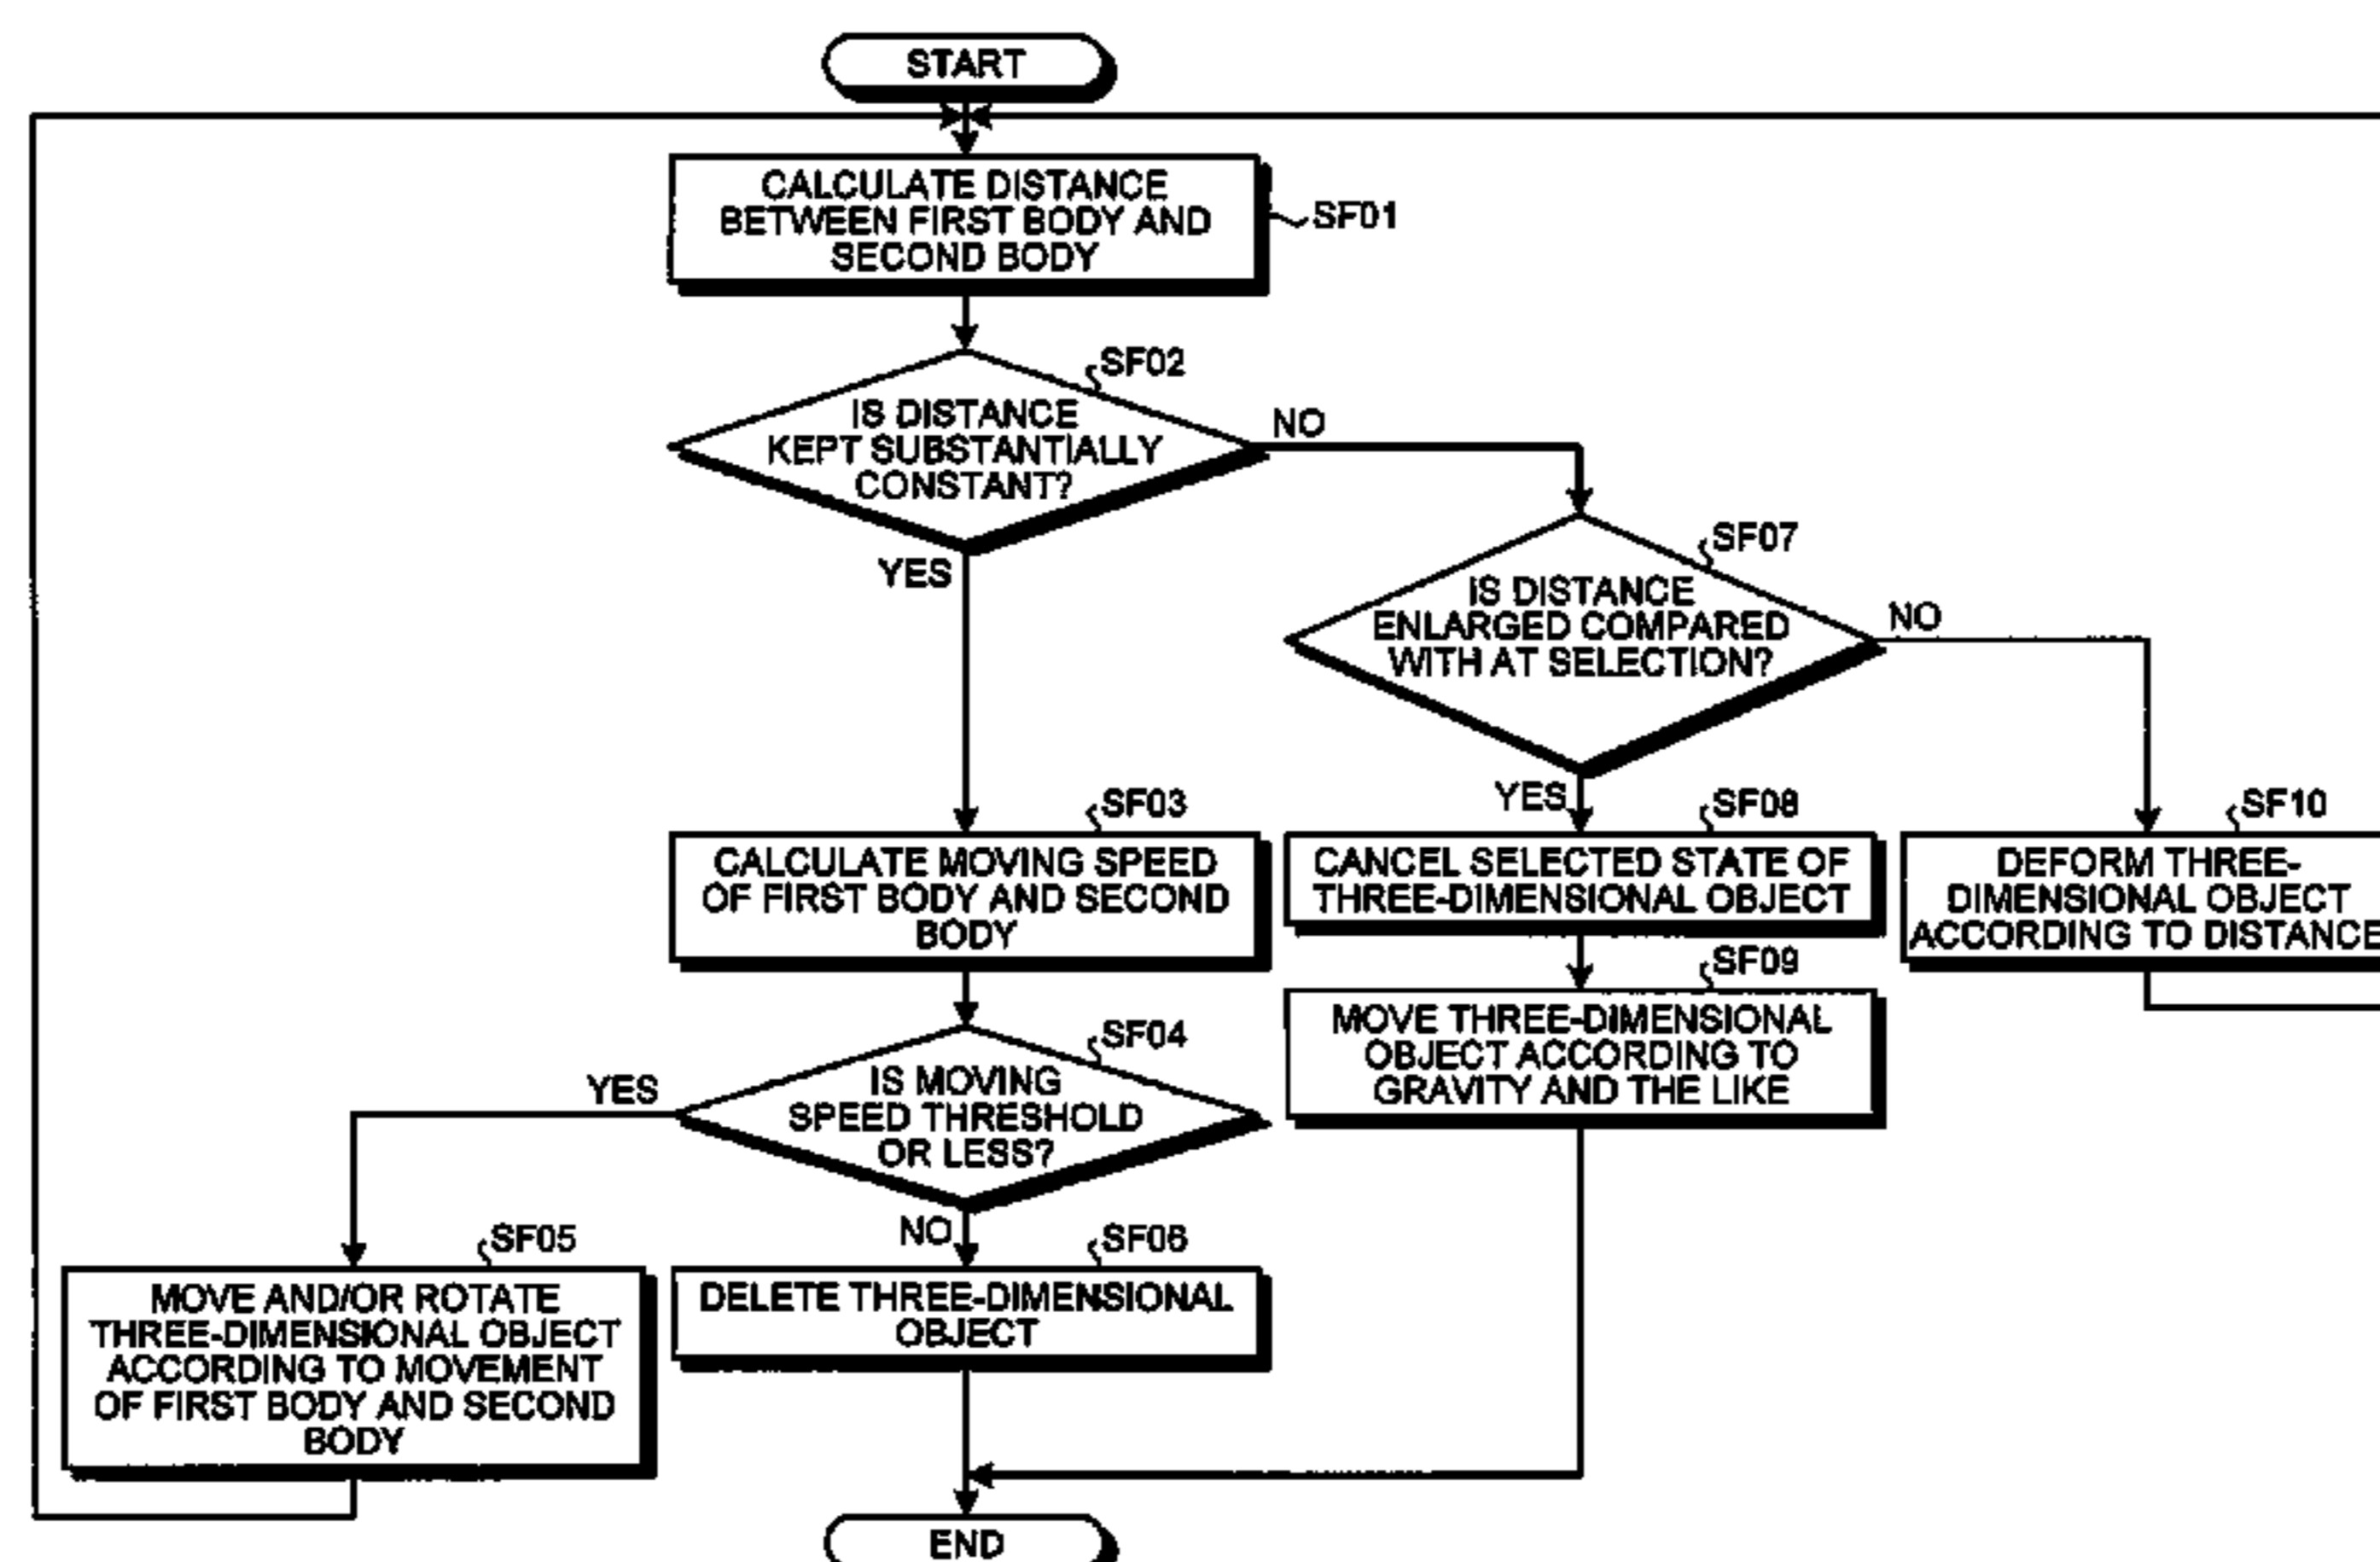 START
CALCULATE DISTANCE
BETWEEN FIRST BODY AND
SECOND BODY
SF01
SF02
IS DISTANCE
KEPT SUBSTANTIALLY
CONSTANT?
NO
YES
SF07
IS DISTANCE
ENLARGED COMPARED
WITH AT SELECTION?
NO
YES
SF03
CALCULATE MOVING SPEED
OF FIRST BODY AND SECOND
BODY
SF08
CANCEL SELECTED STATE OF
THREE-DIMENSIONAL OBJECT
SF10
DEFORM THREE-
DIMENSIONAL OBJECT
ACCORDING TO DISTANCE
SF09
MOVE THREE-DIMENSIONAL
OBJECT ACCORDING TO
GRAVITY AND THE LIKE
SF04
IS MOVING
SPEED THRESHOLD
OR LESS?
YES
NO
SF05
MOVE AND/OR ROTATE
THREE-DIMENSIONAL OBJECT
ACCORDING TO MOVEMENT
OF FIRST BODY AND SECOND
BODY
SF06
DELETE THREE-DIMENSIONAL
OBJECT
END